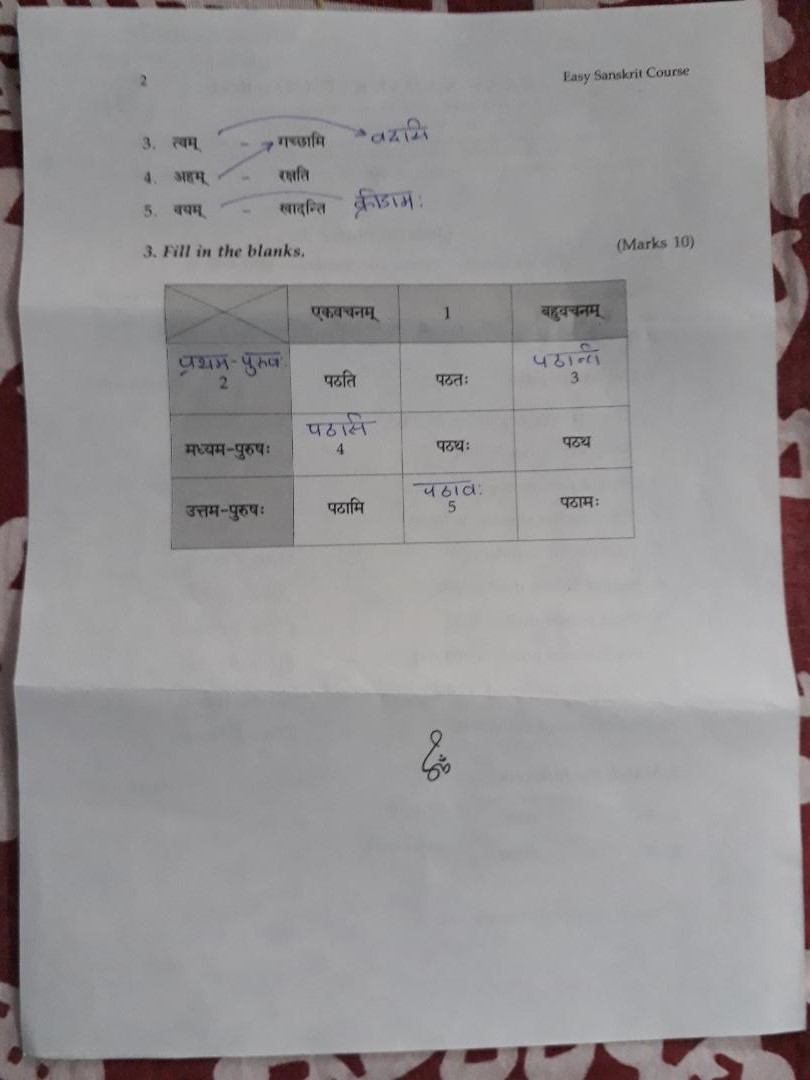 2 Easy Sanskrit Course
3. त्वम् - गच्छामि वदसि
4. अहम् - रक्षति
5. वयम् - खादन्ति क्रीडामः
3. Fill in the blanks. (Marks 10)
एकवचनम् 1 बहुवचनम्
प्रथम-पुरुषः 2 पठति पठतः पठन्ति 3
मध्यम-पुरुषः पठसि 4 पठथः पठथ
उत्तम-पुरुषः पठामि पठावः 5 पठामः